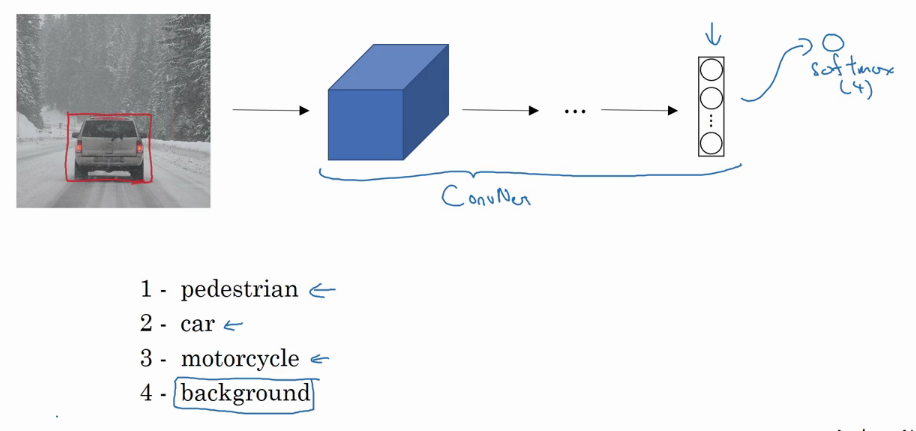 softmax
(4)
...
ConvNet
1 - pedestrian
2 - car
3 - motorcycle
4 - background